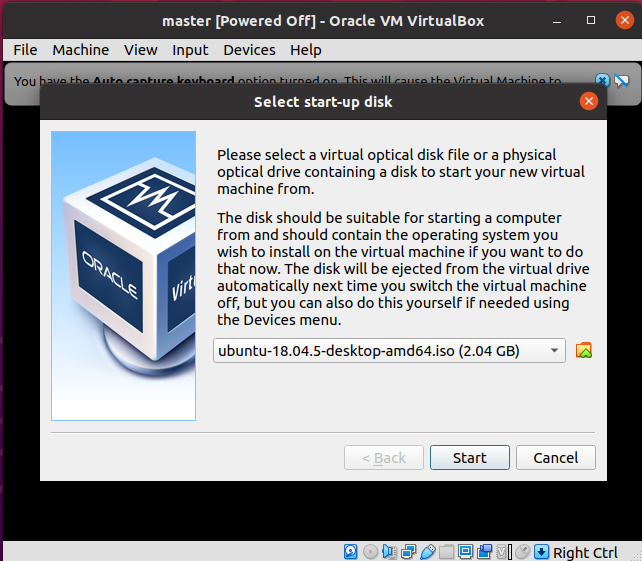 master [Powered Off] - Oracle VM VirtualBox
File Machine View Input Devices Help
You have the Auto capture keyboard option turned on. This will cause the Virtual Machine to
Select start-up disk
Please select a virtual optical disk file or a physical
optical drive containing a disk to start your new virtual
machine from.
The disk should be suitable for starting a computer
from and should contain the operating system you
wish to install on the virtual machine if you want to do
that now. The disk will be ejected from the virtual drive
automatically next time you switch the virtual machine
off, but you can also do this yourself if needed using
the Devices menu.
ORACLE
Virt
ubuntu-18.04.5-desktop-amd64.iso (2.04 GB)
< Back
Start
Cancel
Right Ctrl